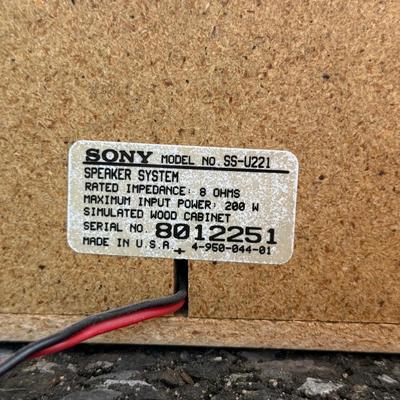 SONY MODEL NO. SS-U221
SPEAKER SYSTEM
RATED IMPEDANCE: 8 OHMS
MAXIMUM INPUT POWER: 200 W
SIMULATED WOOD CABINET
SERIAL NO. 8012251
MADE IN U.S.A. 4-950-044-01